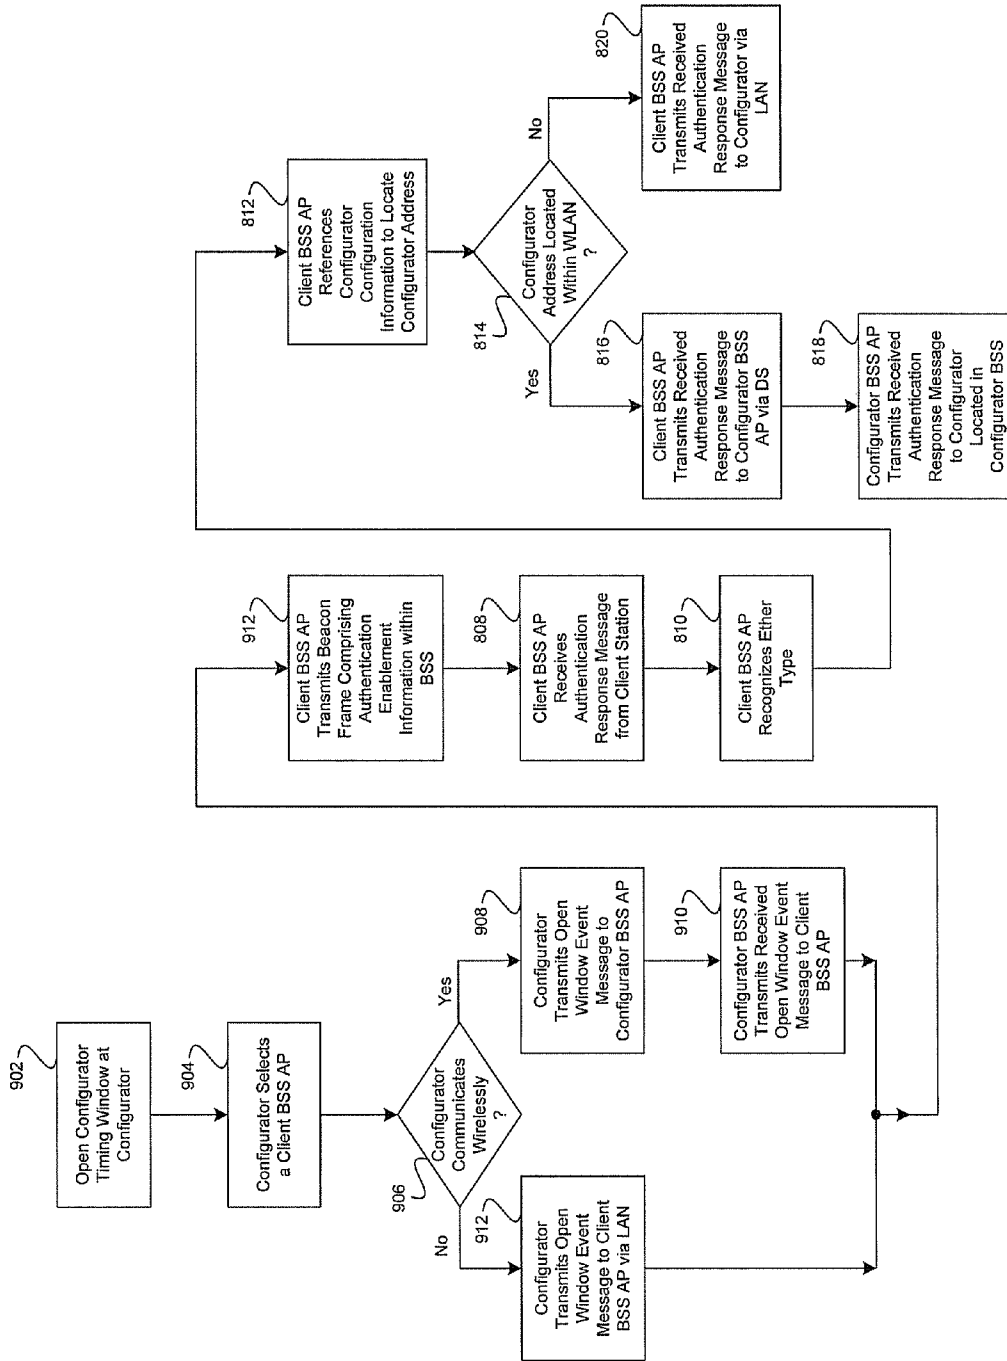 902
Open Configurator
Timing Window at
Configurator
904
Configurator Selects
a Client BSS AP
906
Configurator
Communicates
Wirelessly
?
No
Yes
912
Configurator
Transmits Open
Window Event
Message to Client
BSS AP via LAN
908
Configurator
Transmits Open
Window Event
Message to
Configurator BSS AP
910
Configurator BSS AP
Transmits Received
Open Window Event
Message to Client
BSS AP
912
Client BSS AP
Transmits Beacon
Frame Comprising
Authentication
Enablement
Information within
BSS
808
Client BSS AP
Receives
Authentication
Response Message
from Client Station
810
Client BSS AP
Recognizes Ether
Type
812
Client BSS AP
References
Configurator
Configuration
Information to Locate
Configurator Address
814
Configurator
Address Located
Within WLAN
?
Yes
No
816
Client BSS AP
Transmits Received
Authentication
Response Message
to Configurator BSS
AP via DS
818
Configurator BSS AP
Transmits Received
Authentication
Response Message
to Configurator
Located in
Configurator BSS
820
Client BSS AP
Transmits Received
Authentication
Response Message
to Configurator via
LAN